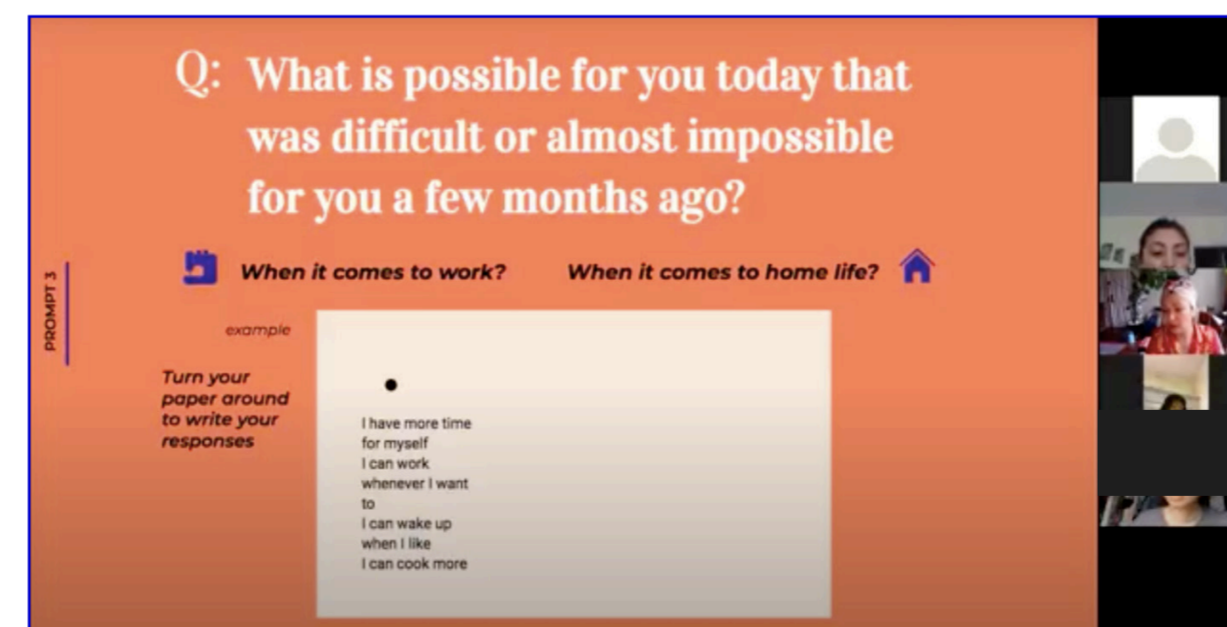 Q: What is possible for you today that
was difficult or almost impossible
for you a few months ago?
When it comes to work?
When it comes to home life?
PROMPT 3
example
Turn your
paper around
to write your
responses
I have more time
for myself
I can work
whenever I want
to
I can wake up
when I like
I can cook more